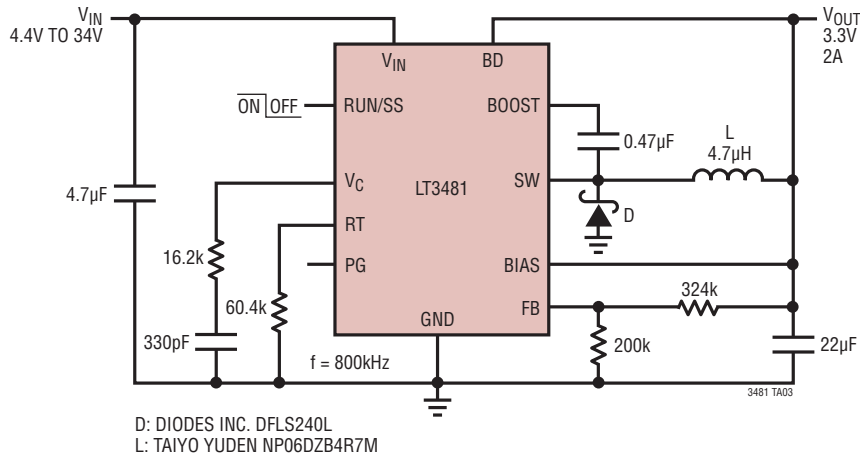 VIN
4.4V TO 34V
VOUT
3.3V
2A
VIN
BD
ON OFF
RUN/SS
BOOST
0.47µF
L
4.7µH
4.7µF
VC
LT3481
SW
D
RT
16.2k
PG
BIAS
324k
60.4k
FB
GND
330pF
f = 800kHz
200k
22µF
3481 TA03
D: DIODES INC. DFLS240L
L: TAIYO YUDEN NP06DZB4R7M